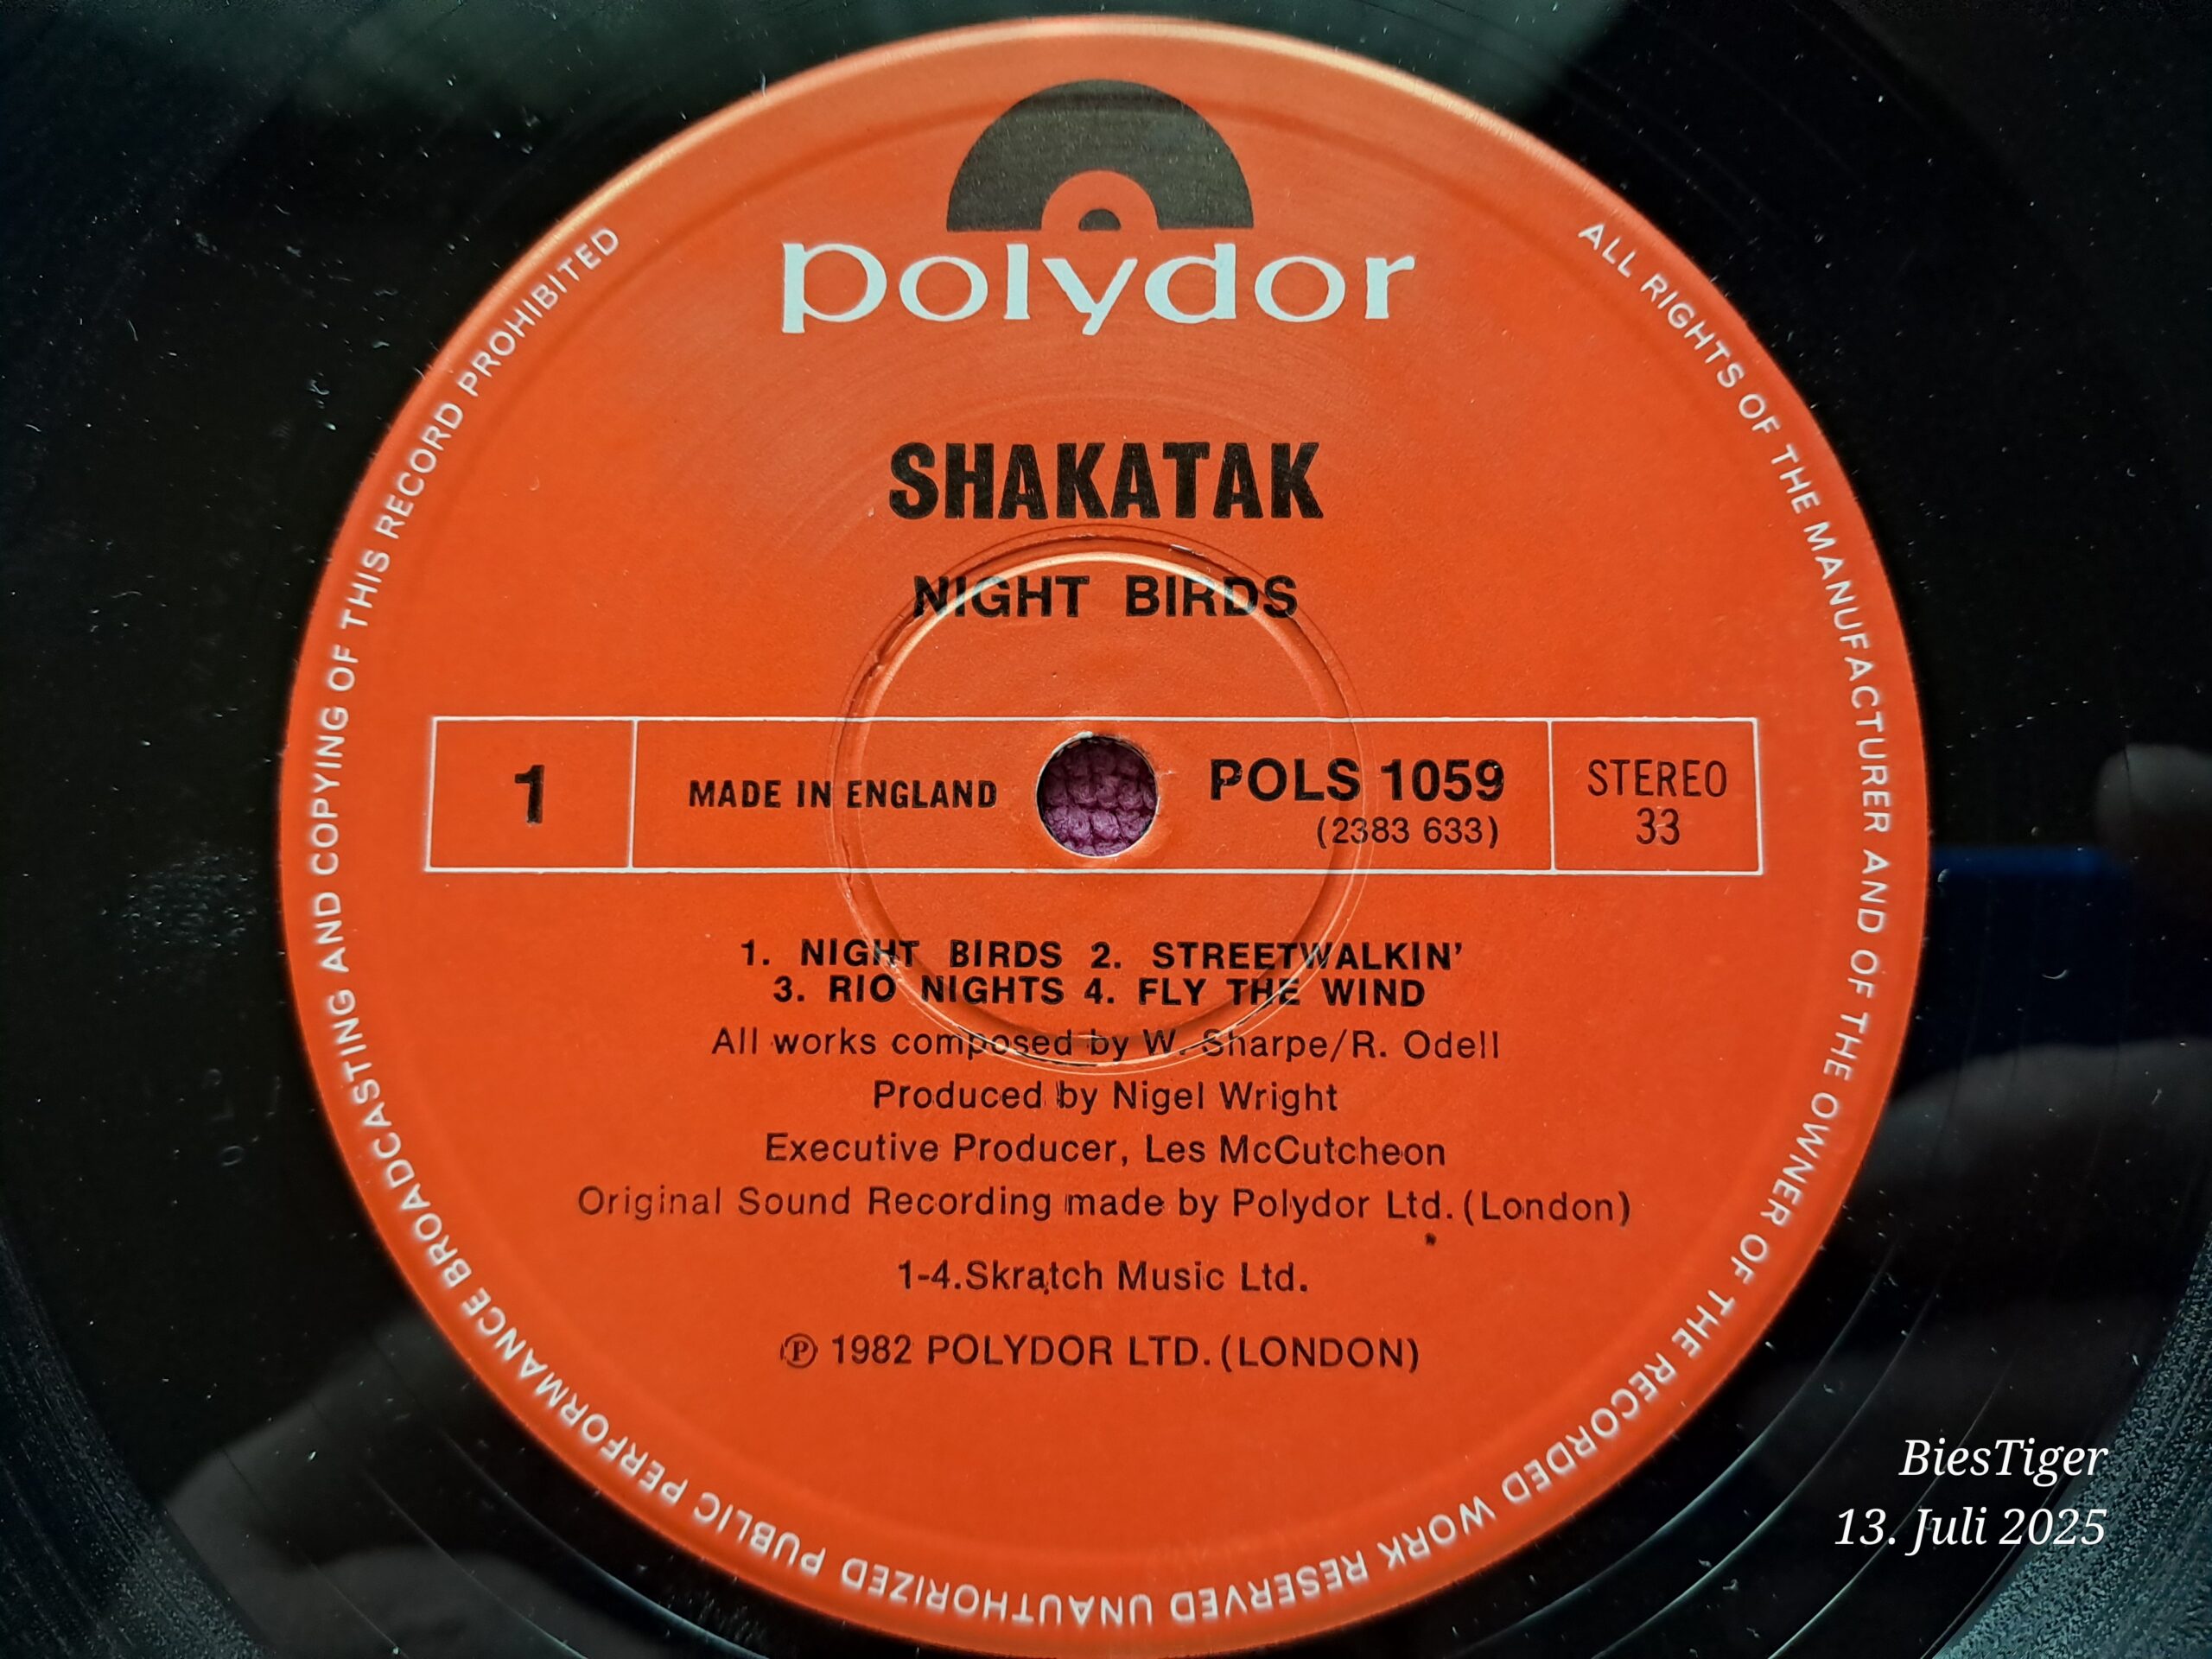 polydor
SHAKATAK
NIGHT BIRDS
1
MADE IN ENGLAND
POLS 1059
(2383 633)
STEREO
33
1. NIGHT BIRDS 2. STREETWALKIN'
3. RIO NIGHTS 4. FLY THE WIND
All works composed by W. Sharpe/R. Odell
Produced by Nigel Wright
Executive Producer, Les McCutcheon
Original Sound Recording made by Polydor Ltd. (London)
1-4.Skratch Music Ltd.
℗ 1982 POLYDOR LTD. (LONDON)
ALL RIGHTS OF THE MANUFACTURER AND OF THE OWNER OF THE RECORDED WORK RESERVED UNAUTHORIZED PUBLIC PERFORMANCE BROADCASTING AND COPYING OF THIS RECORD PROHIBITED
BiesTiger
13. Juli 2025